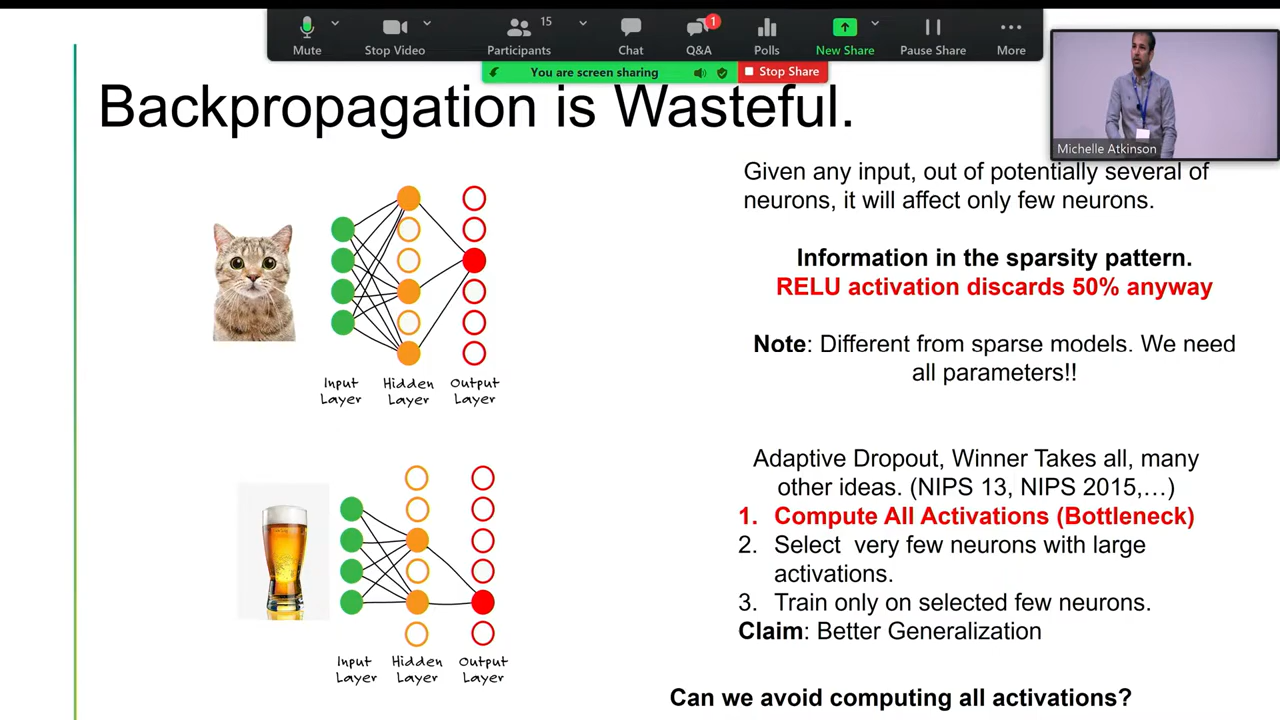 15
1
Mute
Stop Video
Participants
Chat
Q&A
Polls
New Share
Pause Share
More
You are screen sharing
Stop Share
Michelle Atkinson
Backpropagation is Wasteful.
Given any input, out of potentially several of
neurons, it will affect only few neurons.
Information in the sparsity pattern.
RELU activation discards 50% anyway
Note: Different from sparse models. We need
all parameters!!
Input
Layer
Hidden
Layer
Output
Layer
Adaptive Dropout, Winner Takes all, many
other ideas. (NIPS 13, NIPS 2015,…)
1. Compute All Activations (Bottleneck)
2. Select very few neurons with large
activations.
3. Train only on selected few neurons.
Claim: Better Generalization
Input
Layer
Hidden
Layer
Output
Layer
Can we avoid computing all activations?